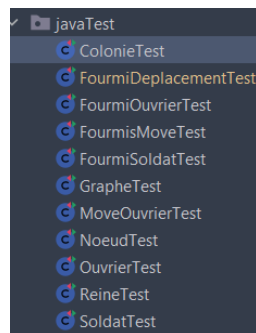 javaTest
ColonieTest
FourmiDeplacementTest
FourmiOuvrierTest
FourmisMoveTest
FourmiSoldatTest
GrapheTest
MoveOuvrierTest
NoeudTest
OuvrierTest
ReineTest
SoldatTest